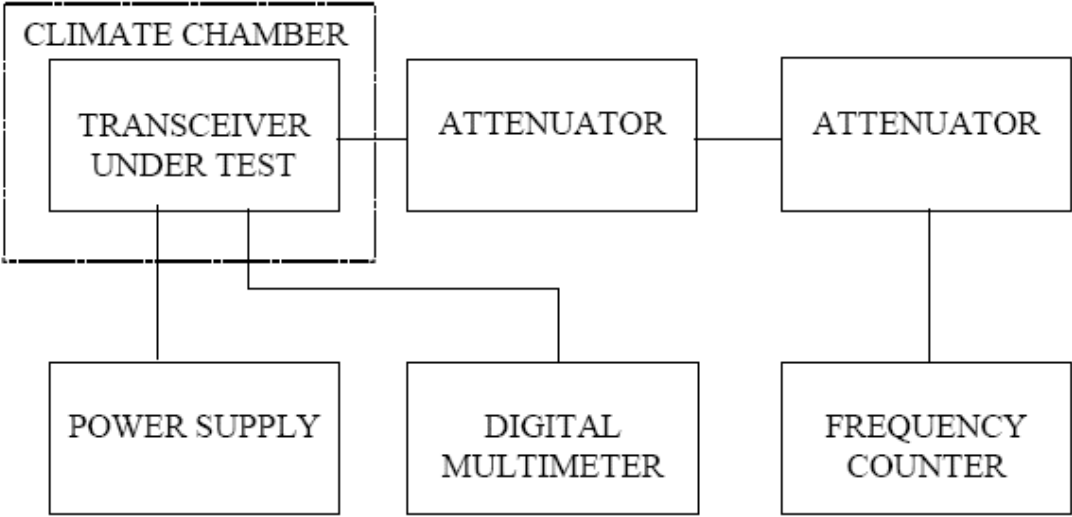 CLIMATE CHAMBER
TRANSCEIVER
UNDER TEST
ATTENUATOR
ATTENUATOR
POWER SUPPLY
DIGITAL
MULTIMETER
FREQUENCY
COUNTER